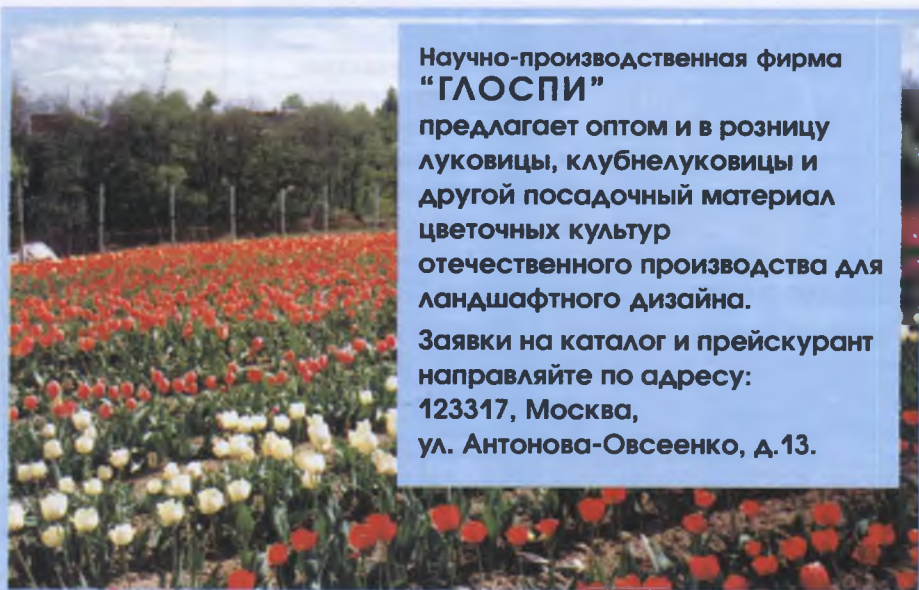 Научно-производственная фирма
"ГЛОСПИ"
предлагает оптом и в розницу
луковицы, клубнелуковицы и
другой посадочный материал
цветочных культур
отечественного производства для
ландшафтного дизайна.
Заявки на каталог и прейскурант
направляйте по адресу:
123317, Москва,
ул. Антонова-Овсеенко, д.13.